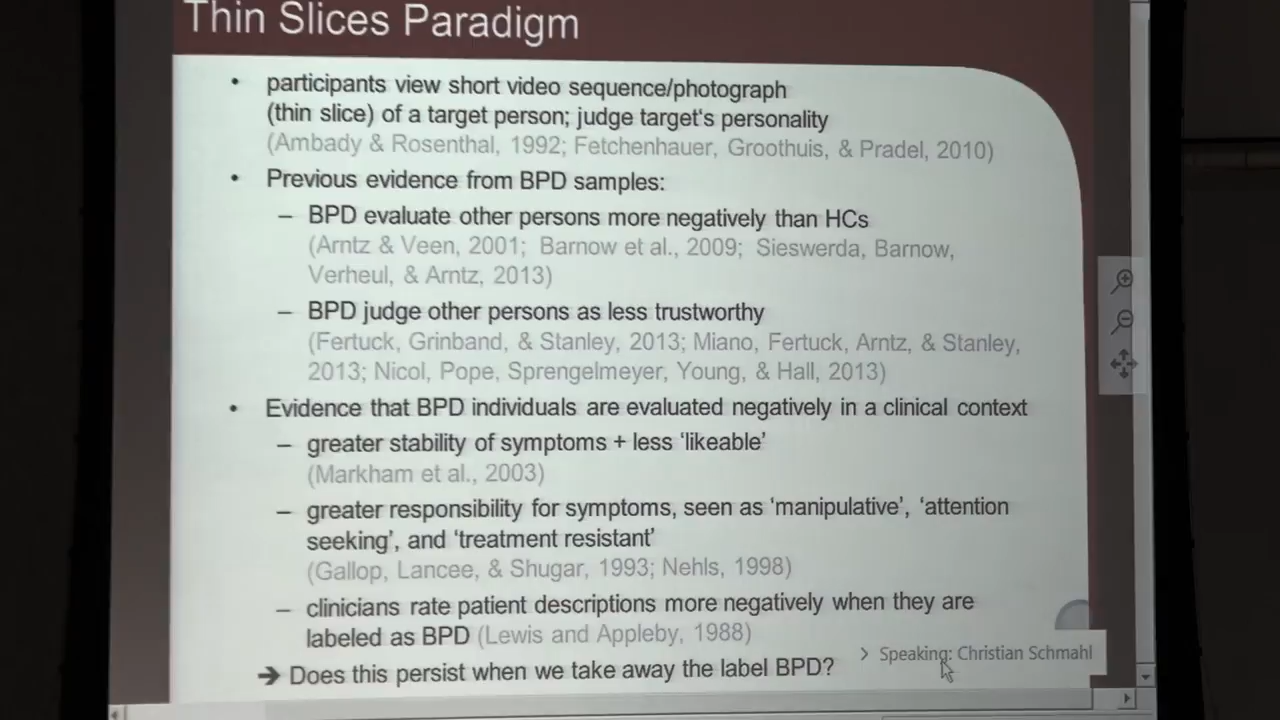 Thin Slices Paradigm
• participants view short video sequence/photograph
(thin slice) of a target person; judge target's personality
(Ambady & Rosenthal, 1992; Fetchenhauer, Groothuis, & Pradel, 2010)
• Previous evidence from BPD samples:
– BPD evaluate other persons more negatively than HCs
(Arntz & Veen, 2001; Barnow et al., 2009; Sieswerda, Barnow,
Verheul, & Arntz, 2013)
– BPD judge other persons as less trustworthy
(Fertuck, Grinband, & Stanley, 2013; Miano, Fertuck, Arntz, & Stanley,
2013; Nicol, Pope, Sprengelmeyer, Young, & Hall, 2013)
• Evidence that BPD individuals are evaluated negatively in a clinical context
– greater stability of symptoms + less ‘likeable’
(Markham et al., 2003)
– greater responsibility for symptoms, seen as ‘manipulative’, ‘attention
seeking’, and ‘treatment resistant’
(Gallop, Lancee, & Shugar, 1993; Nehls, 1998)
– clinicians rate patient descriptions more negatively when they are
labeled as BPD (Lewis and Appleby, 1988)
> Speaking: Christian Schmahl
➔ Does this persist when we take away the label BPD?